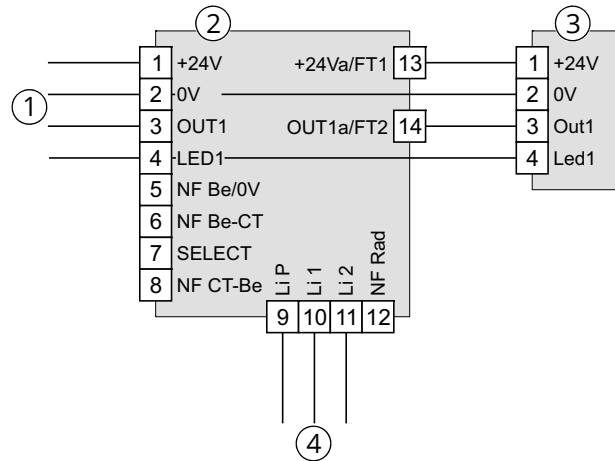 2
3
1 +24V +24Va/FT1 13
1 +24V
2 0V
2 0V
1
3 OUT1 OUT1a/FT2 14
3 Out1
4 LED1
4 Led1
5 NF Be/0V
6 NF Be-CT
7 SELECT
8 NF CT-Be
Li P
Li 1
Li 2
NF Rad
9 10 11 12
4